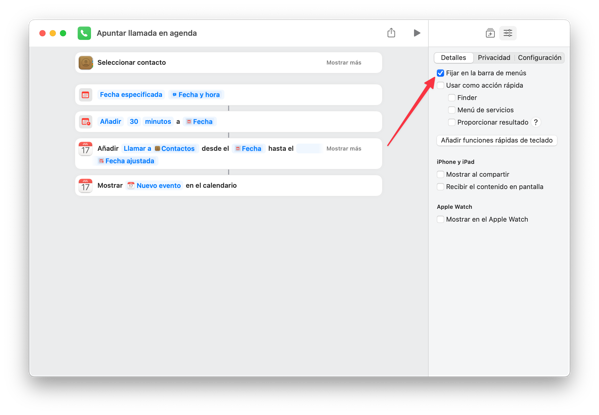 Apuntar llamada en agenda
Seleccionar contacto
Mostrar más
Fecha especificada Fecha y hora
Añadir 30 minutos a Fecha
Añadir Llamar a Contactos desde el Fecha hasta el
Mostrar más
Fecha ajustada
Mostrar Nuevo evento en el calendario
Detalles Privacidad Configuración
Fijar en la barra de menús
Usar como acción rápida
Finder
Menú de servicios
Proporcionar resultado ?
Añadir funciones rápidas de teclado
iPhone y iPad
Mostrar al compartir
Recibir el contenido en pantalla
Apple Watch
Mostrar en el Apple Watch